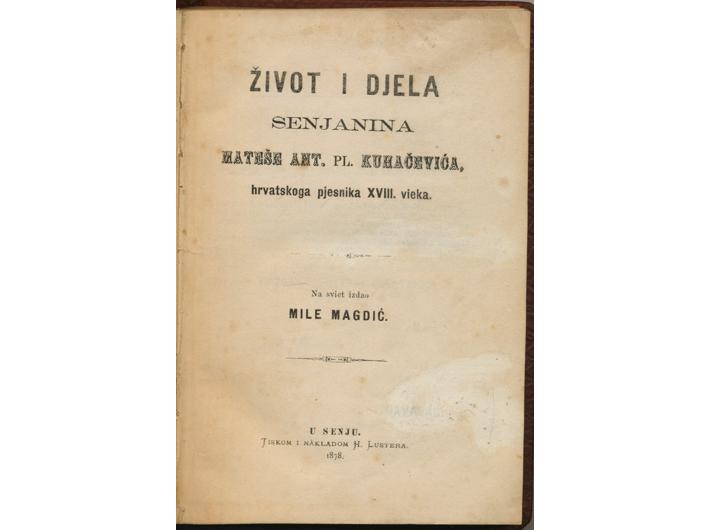 ŽIVOT I DJELA
SENJANINA
MATEŠE ANT. PL. KUHAČEVIĆA,
hrvatskoga pjesnika XVIII. vieka.
Na sviet izdao
MILE MAGDIĆ.
U SENJU.
TISKOM I NAKLADOM H. LUSTERA.
1878.